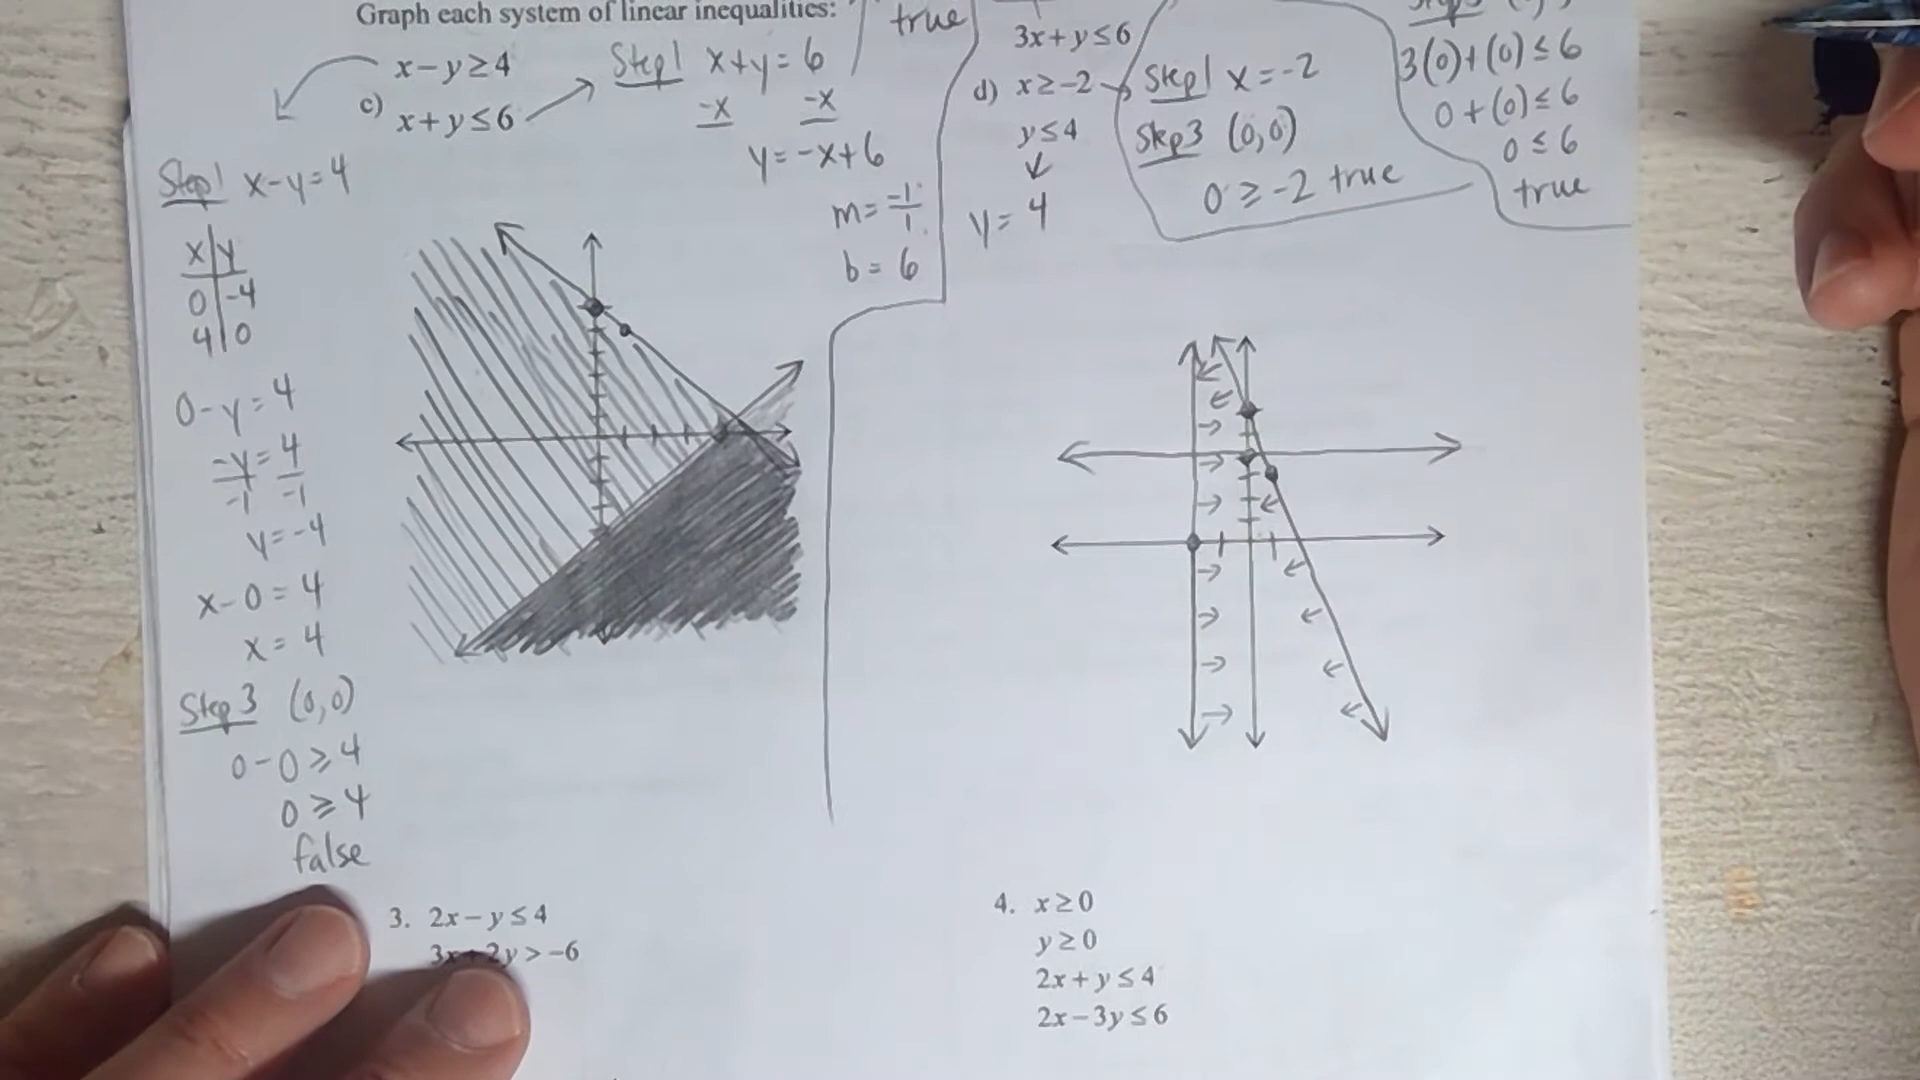 Graph each system of linear inequalities:
true
c) x − y ≥ 4
x + y ≤ 6
Step 1 x+y = 6
-x -x
y = -x+6
m = -1/1
b = 6
Step 1 x-y = 4
x | y
0 | -4
4 | 0
0-y = 4
-y = 4
-1 -1
y = -4
x-0 = 4
x = 4
Step 3 (0,0)
0-0 ≥ 4
0 ≥ 4
false
3x + y ≤ 6
d) x ≥ −2
y ≤ 4
y = 4
Step 1 x = -2
Step 3 (0,0)
0 ≥ -2 true
3(0)+(0) ≤ 6
0+(0) ≤ 6
0 ≤ 6
true
3. 2x − y ≤ 4
3x + 2y > −6
4. x ≥ 0
y ≥ 0
2x + y ≤ 4
2x − 3y ≤ 6